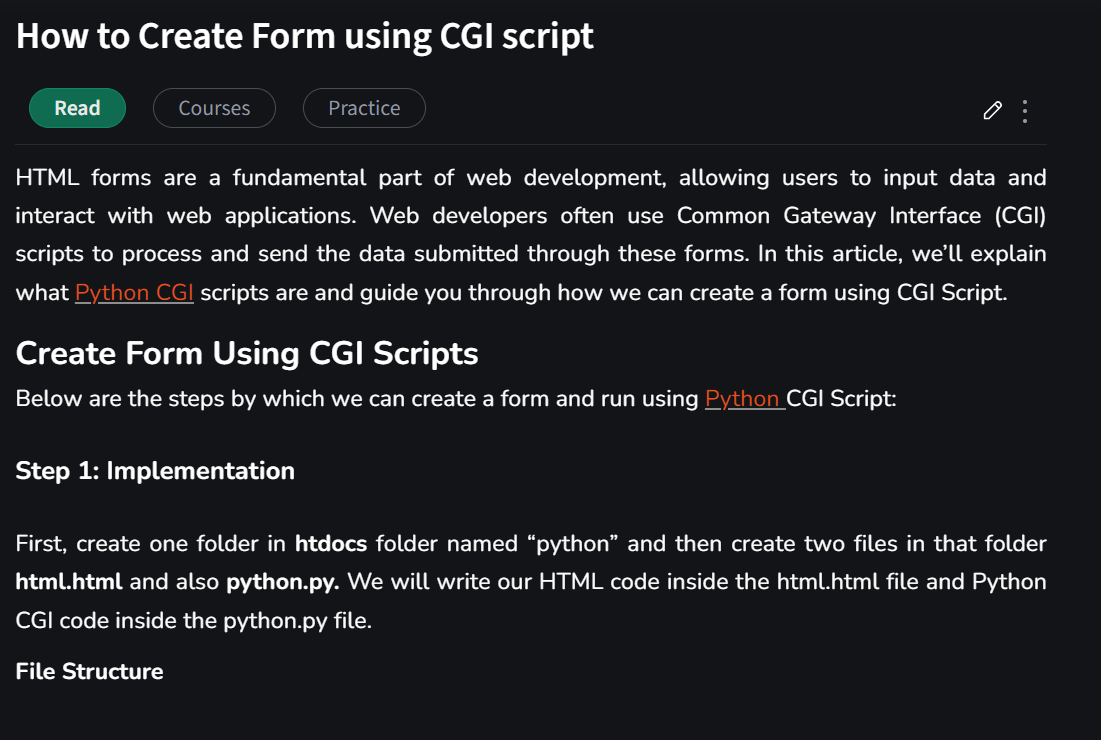 How to Create Form using CGI script
Read Courses Practice
HTML forms are a fundamental part of web development, allowing users to input data and
interact with web applications. Web developers often use Common Gateway Interface (CGI)
scripts to process and send the data submitted through these forms. In this article, we’ll explain
what Python CGI scripts are and guide you through how we can create a form using CGI Script.
Create Form Using CGI Scripts
Below are the steps by which we can create a form and run using Python CGI Script:
Step 1: Implementation
First, create one folder in htdocs folder named “python” and then create two files in that folder
html.html and also python.py. We will write our HTML code inside the html.html file and Python
CGI code inside the python.py file.
File Structure